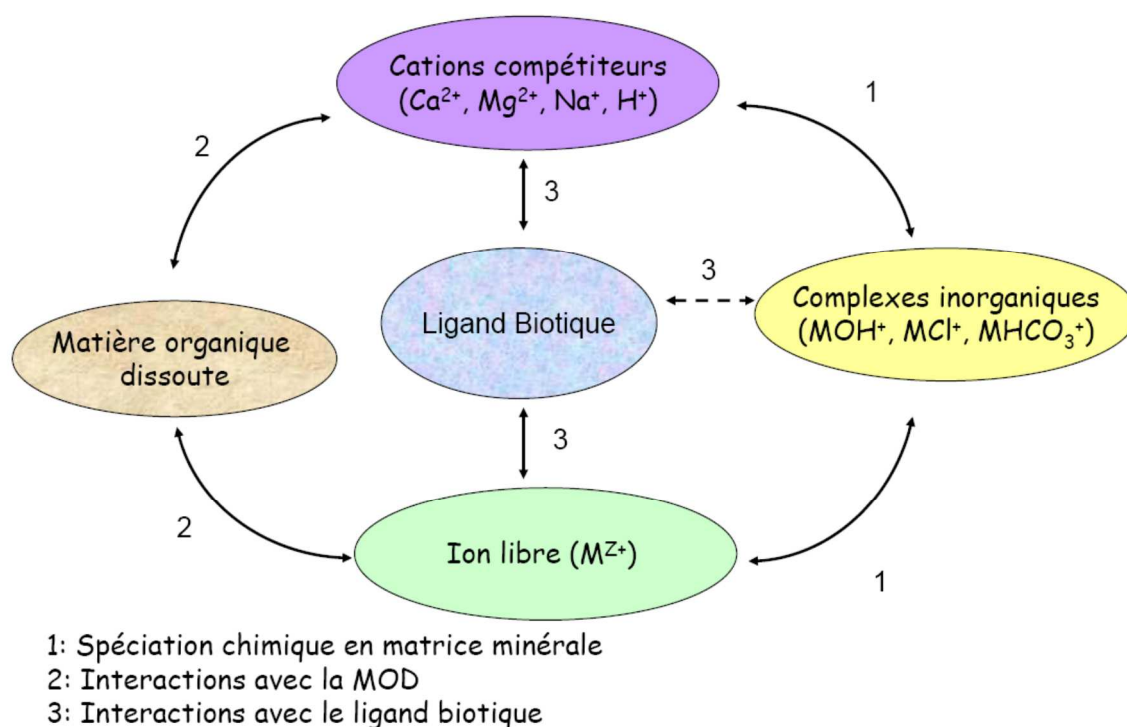 Cations compétiteurs
(Ca²⁺, Mg²⁺, Na⁺, H⁺)
1
2
3
3
Ligand Biotique
Complexes inorganiques
(MOH⁺, MCl⁺, MHCO₃⁺)
Matière organique
dissoute
3
2
Ion libre (Mᶻ⁺)
1
1: Spéciation chimique en matrice minérale
2: Interactions avec la MOD
3: Interactions avec le ligand biotique